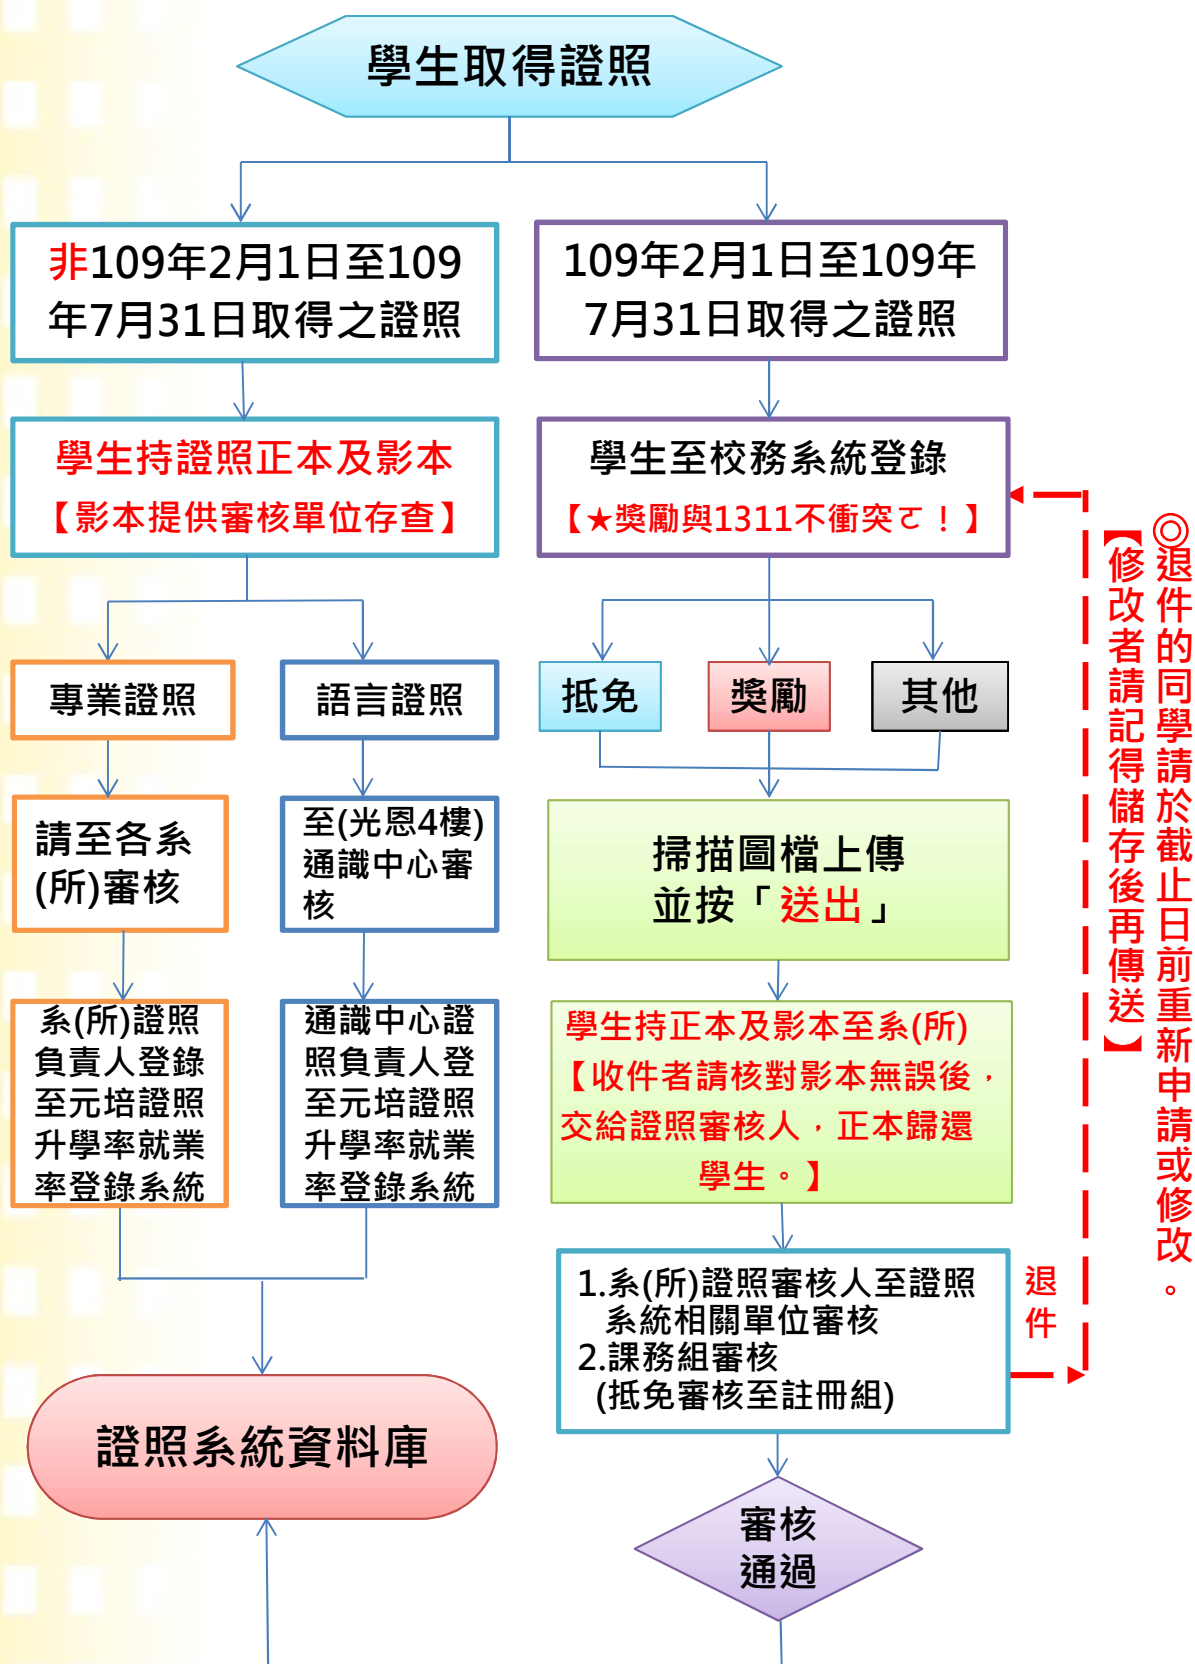 學生取得證照
非109年2月1日至109
年7月31日取得之證照
109年2月1日至109年
7月31日取得之證照
學生持證照正本及影本
【影本提供審核單位存查】
學生至校務系統登錄
【★獎勵與1311不衝突ㄛ！】
專業證照
語言證照
抵免
獎勵
其他
請至各系
(所)審核
至(光恩4樓)
通識中心審
核
掃描圖檔上傳
並按「送出」
系(所)證照
負責人登錄
至元培證照
升學率就業
率登錄系統
通識中心證
照負責人登
至元培證照
升學率就業
率登錄系統
學生持正本及影本至系(所)
【收件者請核對影本無誤後，
交給證照審核人，正本歸還
學生。】
1.系(所)證照審核人至證照
系統相關單位審核
2.課務組審核
(抵免審核至註冊組)
退件
◎退件的同學請於截止日前重新申請或修改。
【修改者請記得儲存後再傳送】
證照系統資料庫
審核
通過